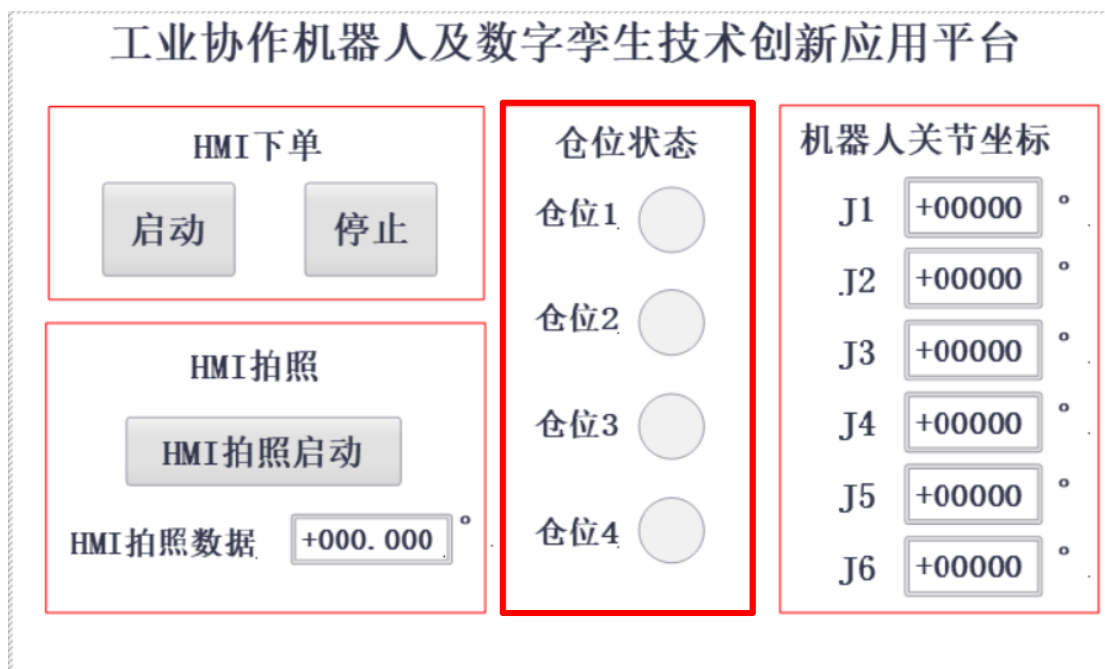 工业协作机器人及数字孪生技术创新应用平台
HMI下单
启动 停止
HMI拍照
HMI拍照启动
HMI拍照数据 +000.000 °
仓位状态
仓位1
仓位2
仓位3
仓位4
机器人关节坐标
J1 +00000 °
J2 +00000 °
J3 +00000 °
J4 +00000 °
J5 +00000 °
J6 +00000 °